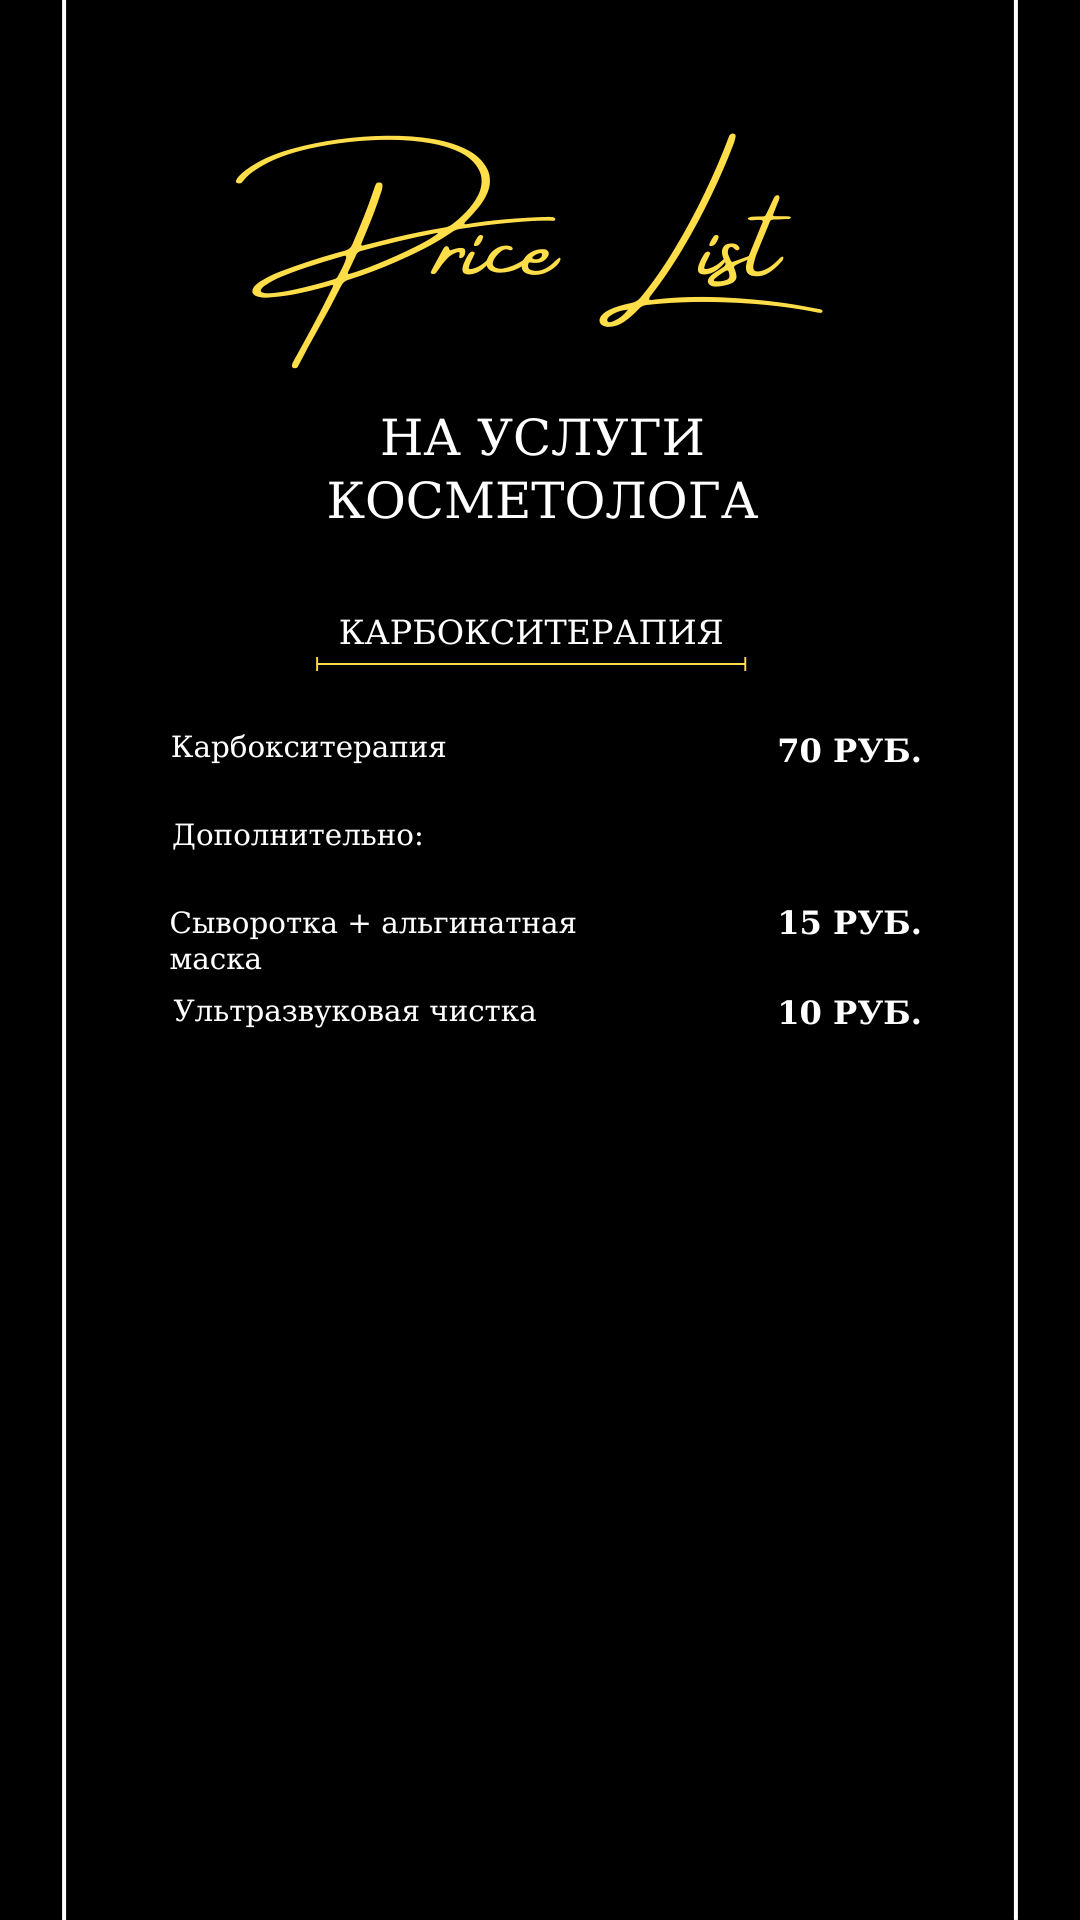 Price List
НА УСЛУГИ
КОСМЕТОЛОГА
КАРБОКСИТЕРАПИЯ
Карбокситерапия 70 РУБ.
Дополнительно:
Сыворотка + альгинатная 15 РУБ.
маска
Ультразвуковая чистка 10 РУБ.